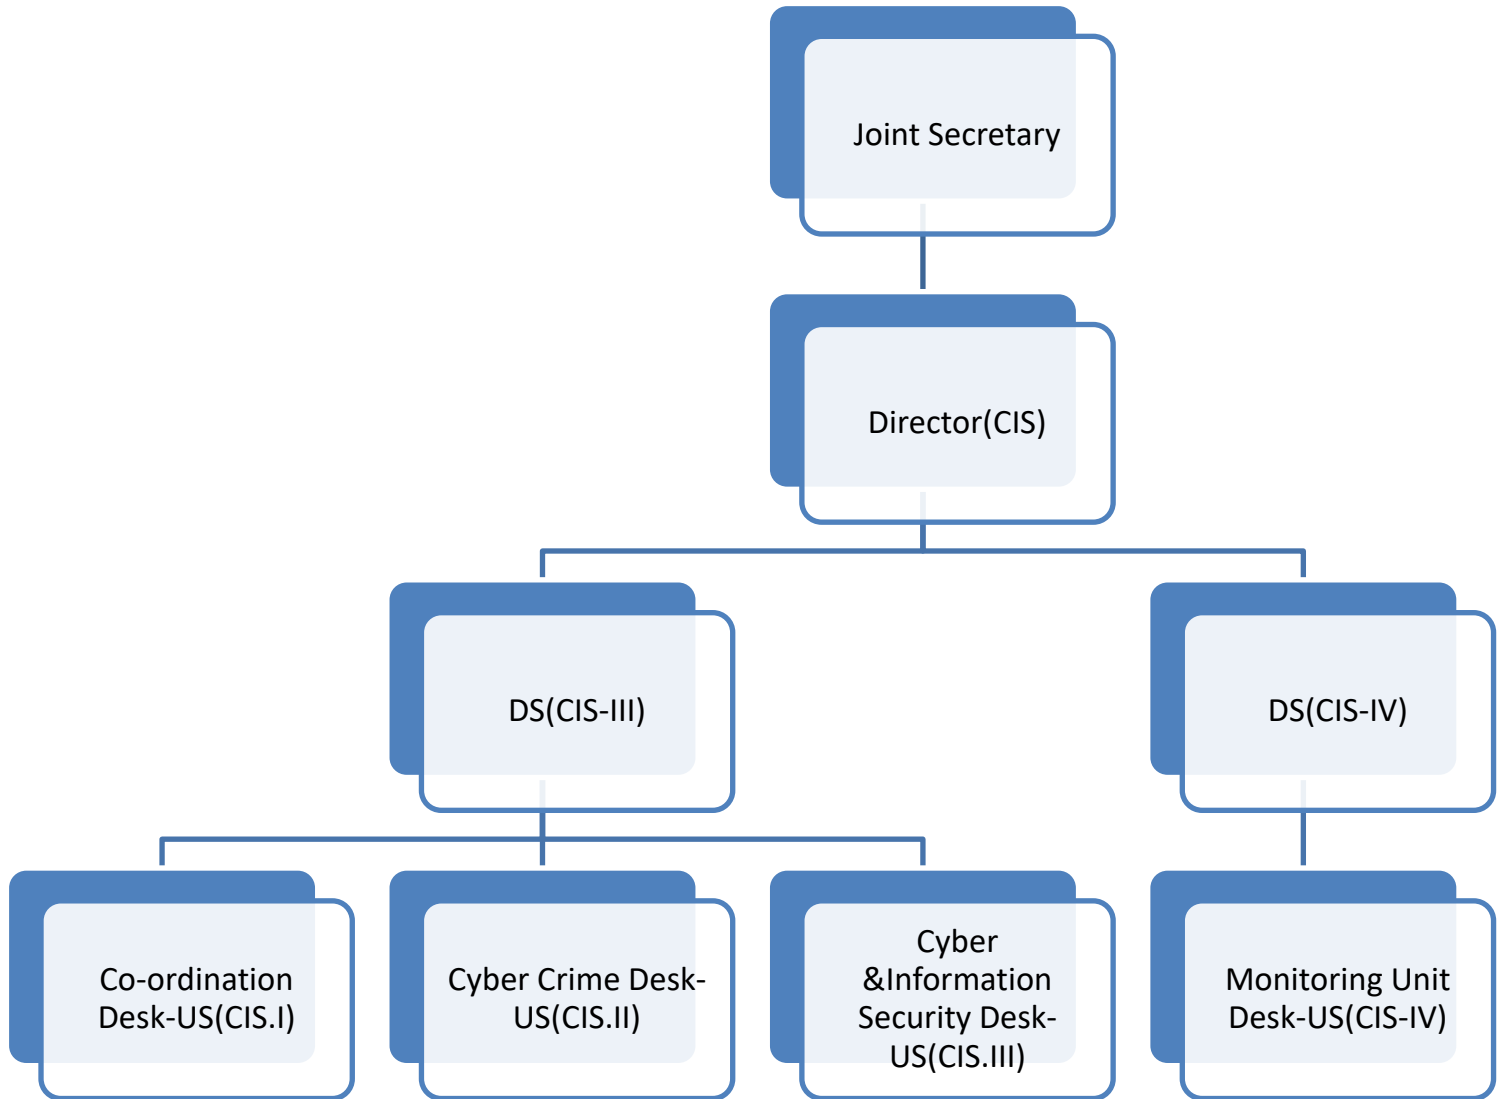 Joint Secretary
Director(CIS)
DS(CIS-III)
DS(CIS-IV)
Co-ordination
Desk-US(CIS.I)
Cyber Crime Desk-
US(CIS.II)
Cyber
&Information
Security Desk-
US(CIS.III)
Monitoring Unit
Desk-US(CIS-IV)